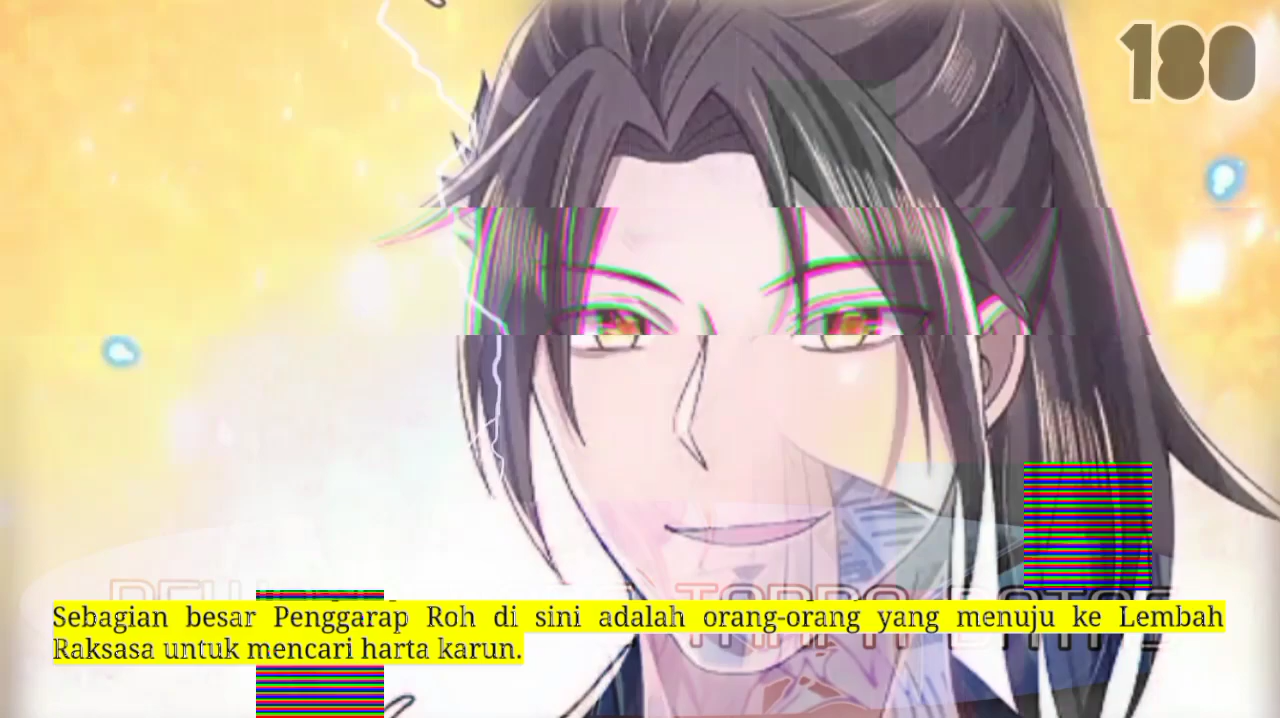 180
Sebagian besar Penggarap Roh di sini adalah orang-orang yang menuju ke Lembah
Raksasa untuk mencari harta karun.